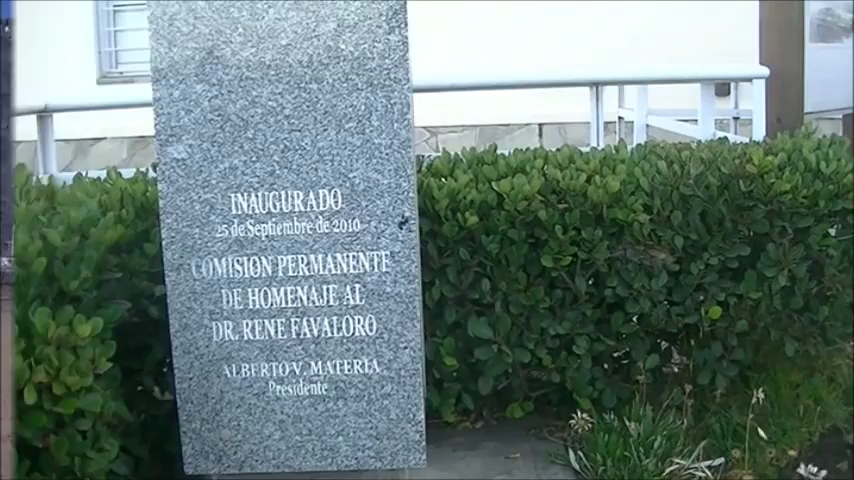 INAUGURADO
25 de Septiembre de 2010
COMISION PERMANENTE
DE HOMENAJE AL
DR. RENE FAVALORO
ALBERTO V. MATERIA
Presidente